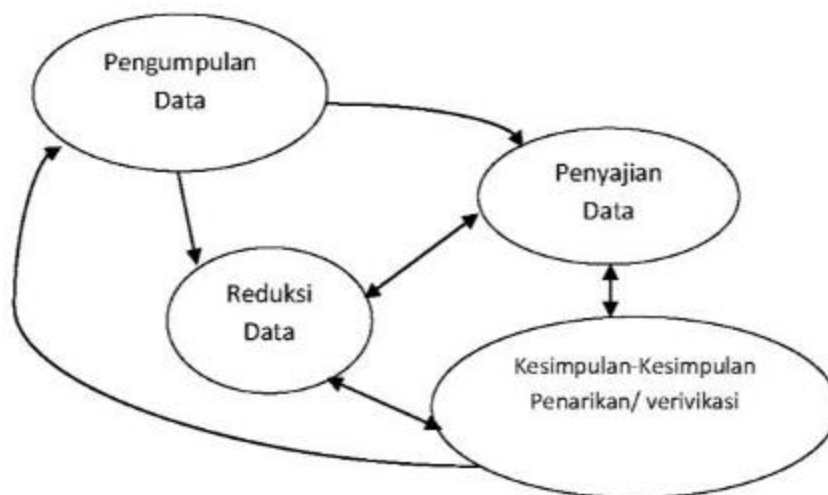 Pengumpulan
Data
Penyajian
Data
Reduksi
Data
Kesimpulan-Kesimpulan
Penarikan/ verivikasi